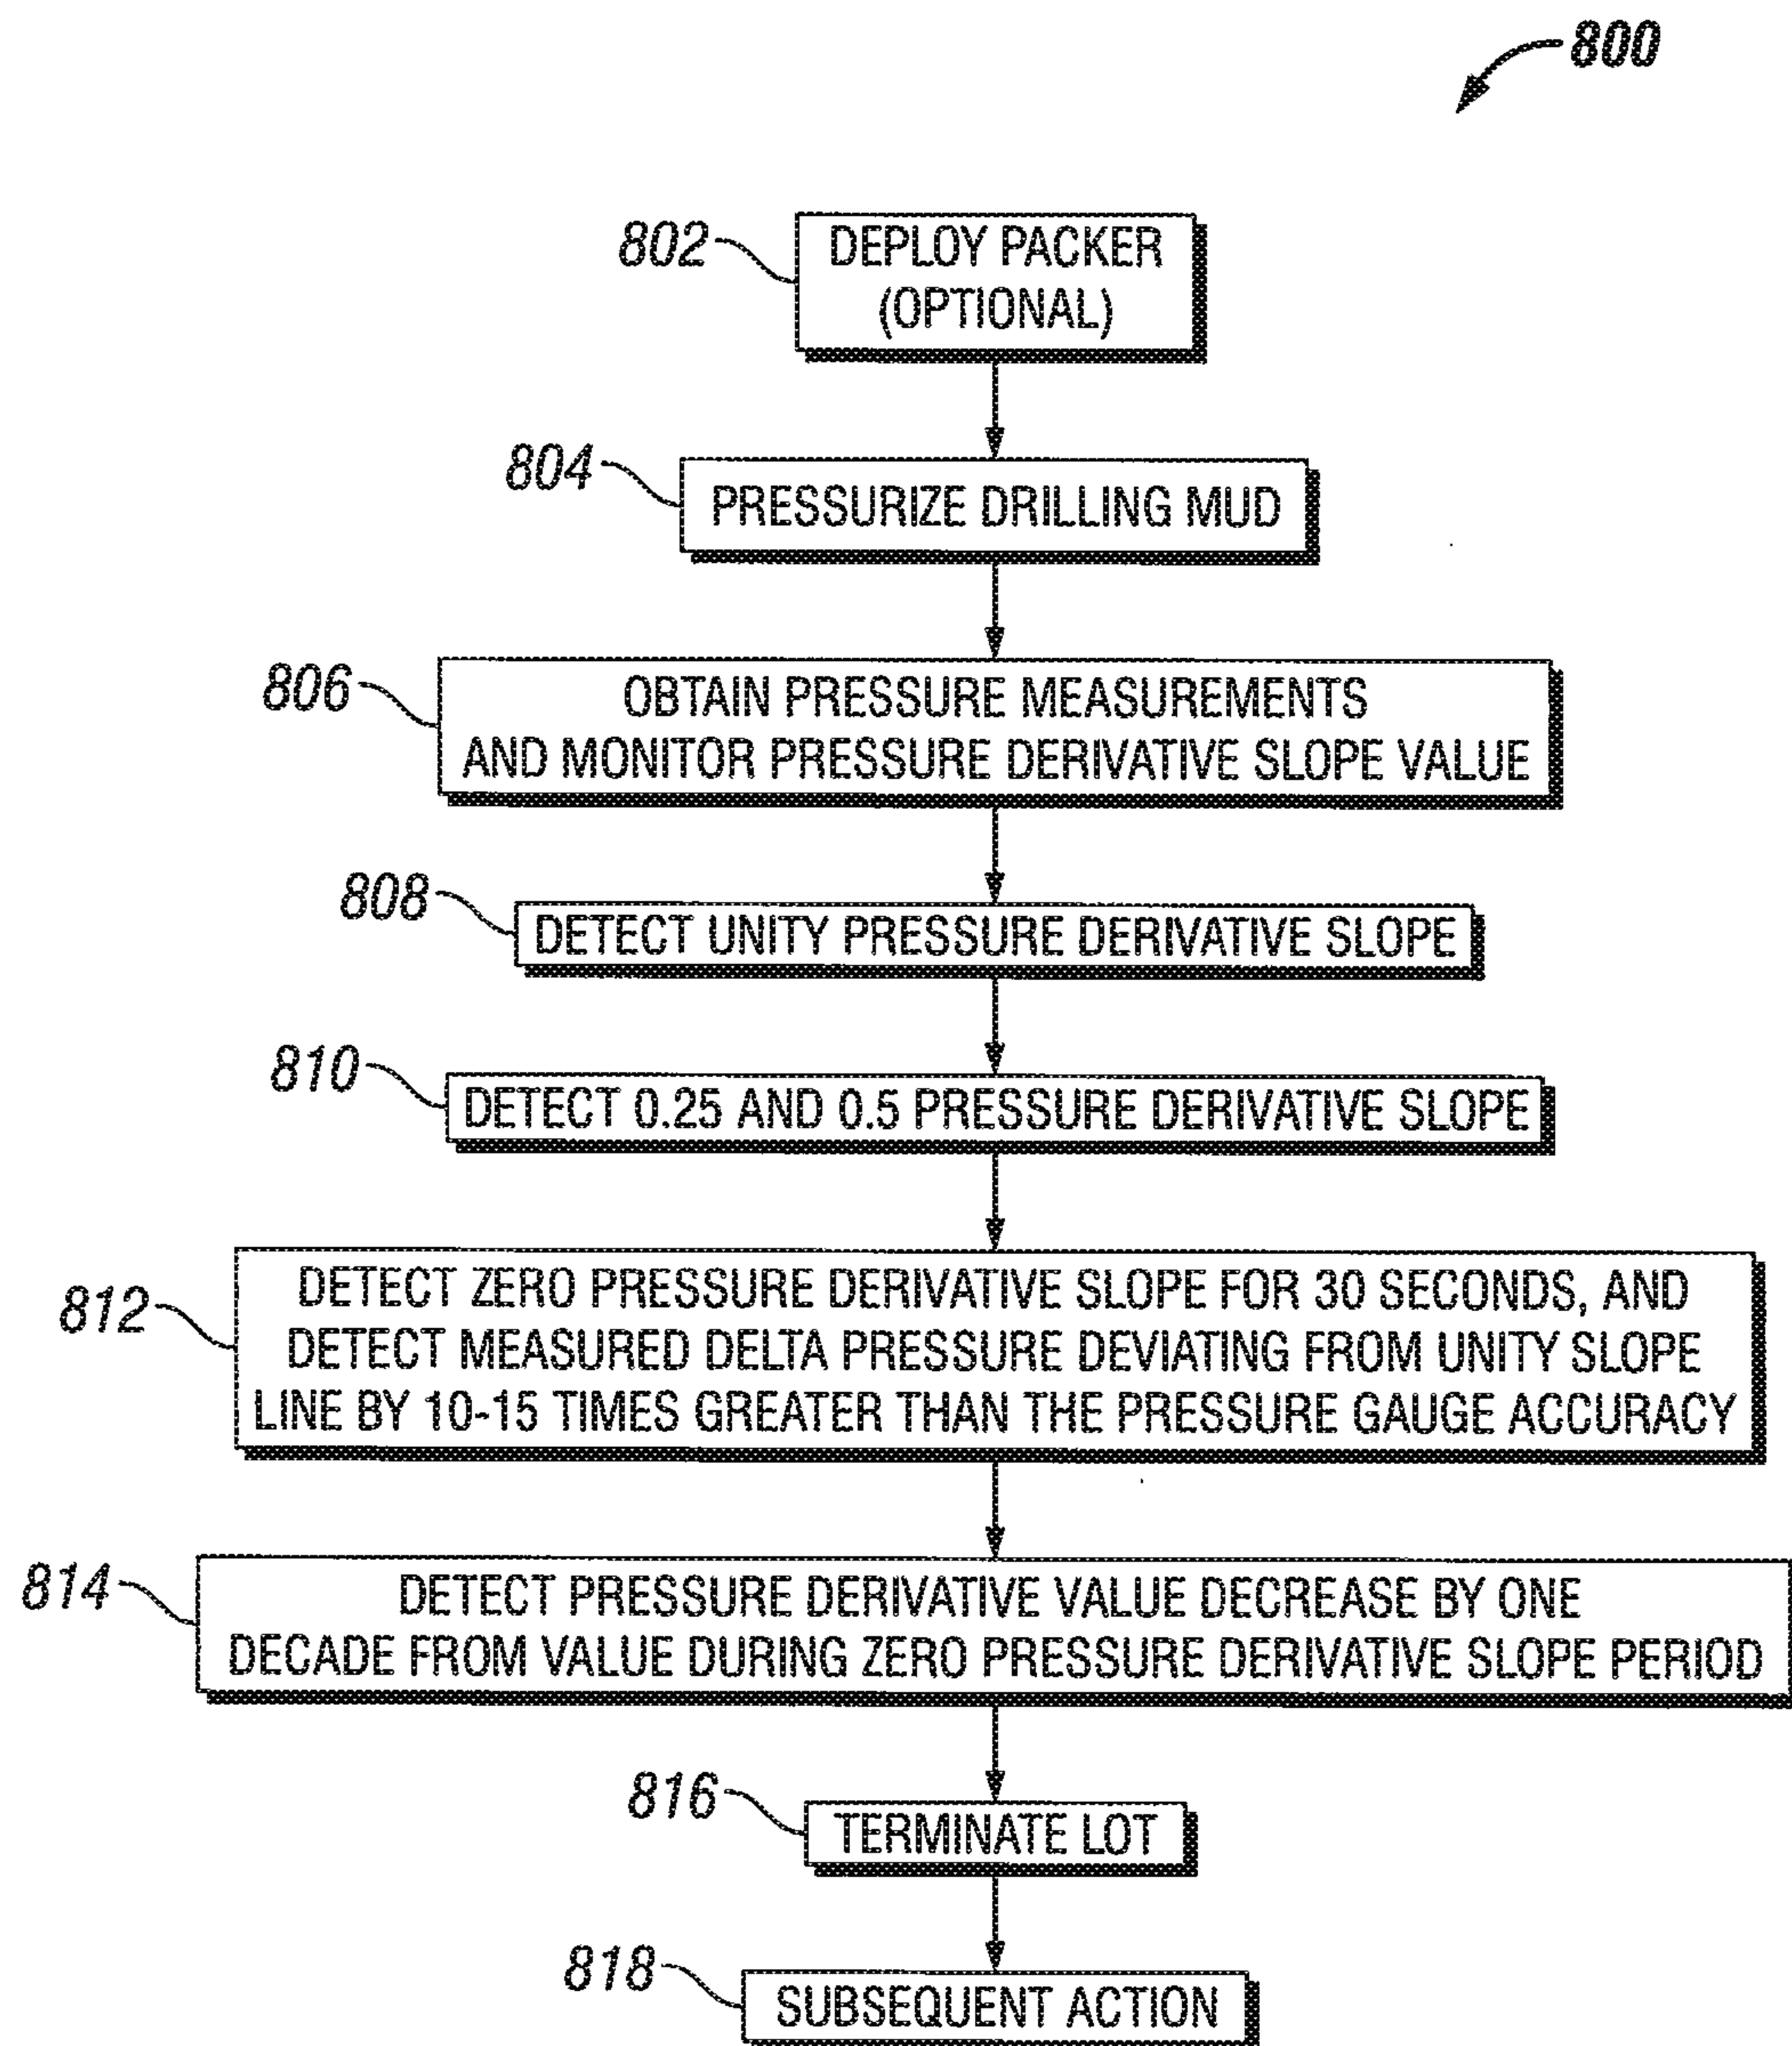 800
802
DEPLOY PACKER
(OPTIONAL)
804
PRESSURIZE DRILLING MUD
806
OBTAIN PRESSURE MEASUREMENTS
AND MONITOR PRESSURE DERIVATIVE SLOPE VALUE
808
DETECT UNITY PRESSURE DERIVATIVE SLOPE
810
DETECT 0.25 AND 0.5 PRESSURE DERIVATIVE SLOPE
812
DETECT ZERO PRESSURE DERIVATIVE SLOPE FOR 30 SECONDS, AND
DETECT MEASURED DELTA PRESSURE DEVIATING FROM UNITY SLOPE
LINE BY 10-15 TIMES GREATER THAN THE PRESSURE GAUGE ACCURACY
814
DETECT PRESSURE DERIVATIVE VALUE DECREASE BY ONE
DECADE FROM VALUE DURING ZERO PRESSURE DERIVATIVE SLOPE PERIOD
816
TERMINATE LOT
818
SUBSEQUENT ACTION